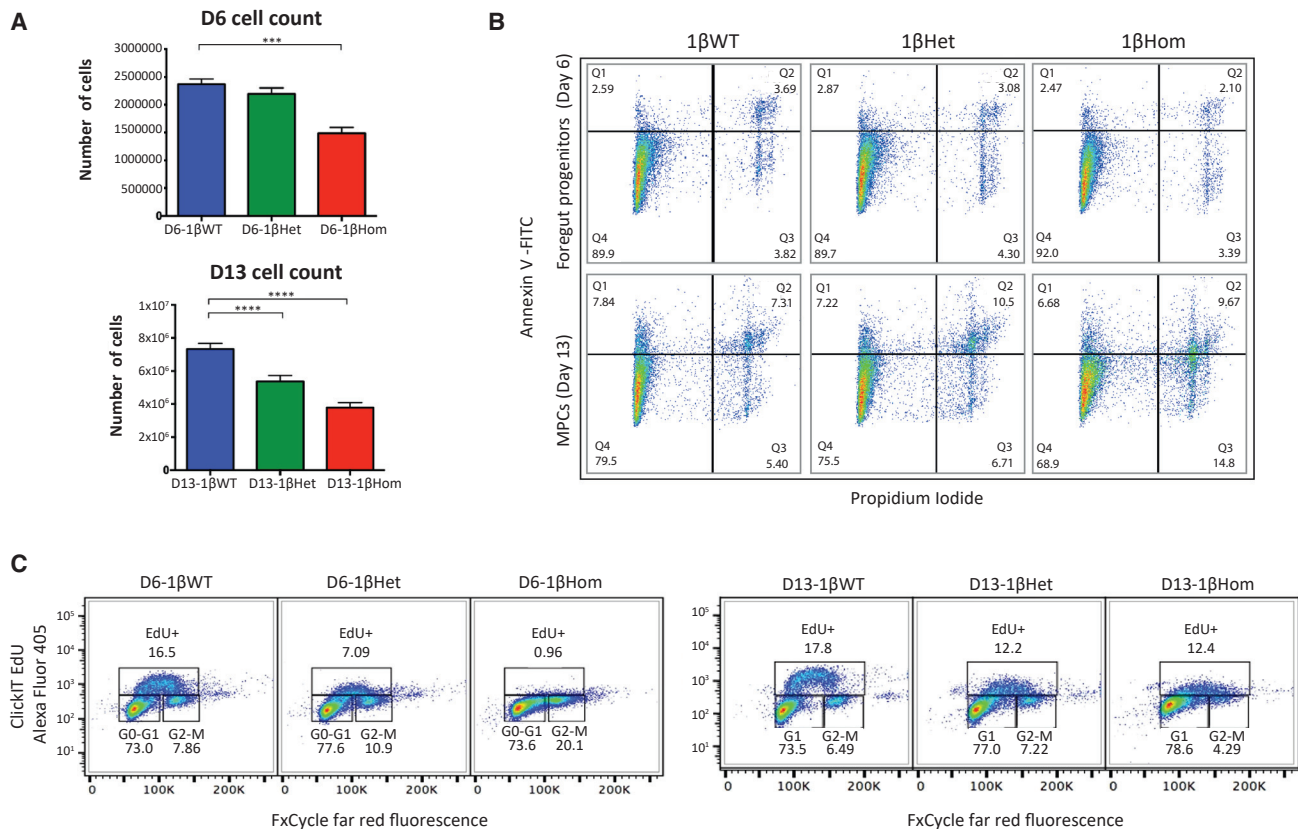 A
D6 cell count
***
Number of cells
3000000
2500000
2000000
1500000
1000000
500000
0
D6-1βWT D6-1βHet D6-1βHom
D13 cell count
****
****
Number of cells
1x10⁷
8x10⁶
6x10⁶
4x10⁶
2x10⁶
0
D13-1βWT D13-1βHet D13-1βHom
B
1βWT 1βHet 1βHom
Annexin V -FITC
Foregut progenitors (Day 6)
Q1 Q2 Q1 Q2 Q1 Q2
2.59 3.69 2.87 3.08 2.47 2.10
Q4 Q3 Q4 Q3 Q4 Q3
89.9 3.82 89.7 4.30 92.0 3.39
MPCs (Day 13)
Q1 Q2 Q1 Q2 Q1 Q2
7.84 7.31 7.22 10.5 6.68 9.67
Q4 Q3 Q4 Q3 Q4 Q3
79.5 5.40 75.5 6.71 68.9 14.8
Propidium Iodide
C
D6-1βWT D6-1βHet D6-1βHom
ClickIT EdU
Alexa Fluor 405
10⁵
10⁴
10³
10²
10¹
EdU+ EdU+ EdU+
16.5 7.09 0.96
G0-G1 G2-M G0-G1 G2-M G0-G1 G2-M
73.0 7.86 77.6 10.9 73.6 20.1
0 100K 200K 0 100K 200K 0 100K 200K
FxCycle far red fluorescence
D13-1βWT D13-1βHet D13-1βHom
10⁵
10⁴
10³
10²
10¹
EdU+ EdU+ EdU+
17.8 12.2 12.4
G1 G2-M G1 G2-M G1 G2-M
73.5 6.49 77.0 7.22 78.6 4.29
0 100K 200K 0 100K 200K 0 100K 200K
FxCycle far red fluorescence